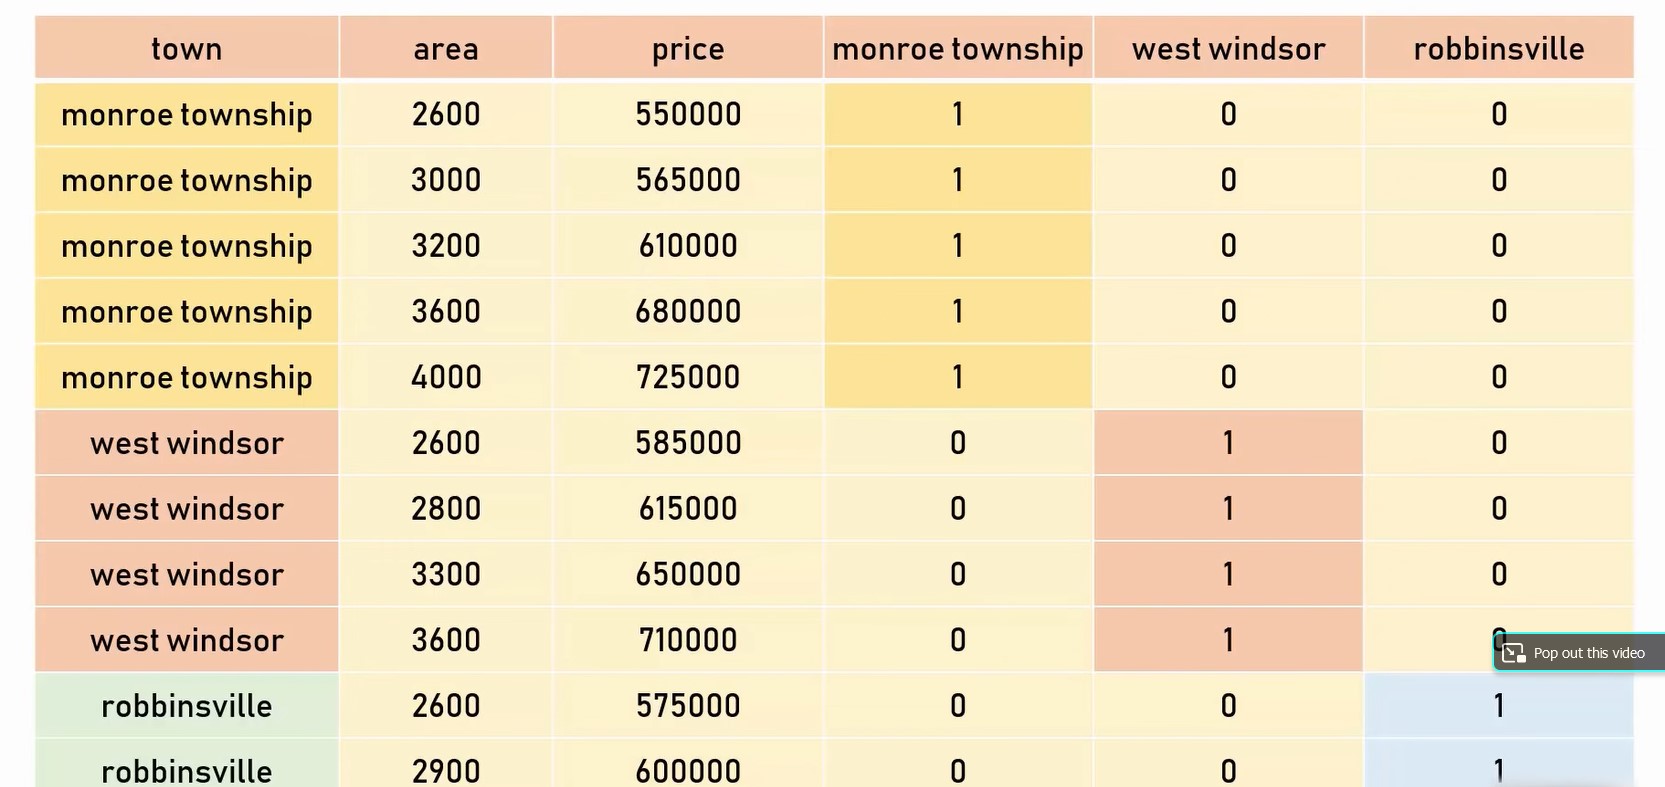 town area price monroe township west windsor robbinsville
monroe township 2600 550000 1 0 0
monroe township 3000 565000 1 0 0
monroe township 3200 610000 1 0 0
monroe township 3600 680000 1 0 0
monroe township 4000 725000 1 0 0
west windsor 2600 585000 0 1 0
west windsor 2800 615000 0 1 0
west windsor 3300 650000 0 1 0
west windsor 3600 710000 0 1 0
Pop out this video
robbinsville 2600 575000 0 0 1
robbinsville 2900 600000 0 0 1